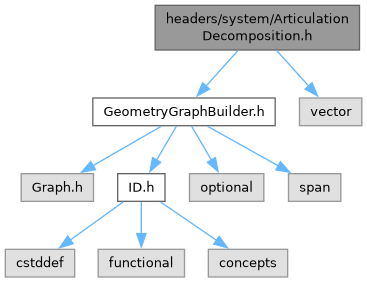 headers/system/Articulation
Decomposition.h
GeometryGraphBuilder.h
vector
Graph.h
ID.h
optional
span
cstddef
functional
concepts